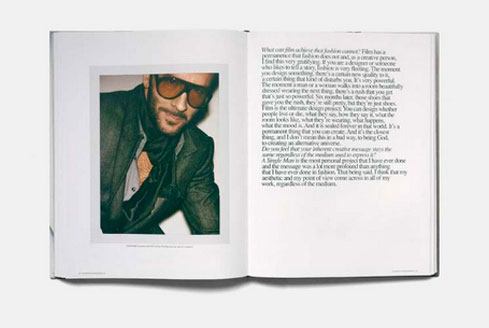 What can film achieve that fashion cannot? Film has a
permanence that fashion does not and, as a creative person,
I find this very gratifying. If you are a designer or someone
who likes to tell a story, fashion is very fleeting. The moment
you design something, there's a certain new quality to it,
a certain thing that kind of disturbs you. It's very powerful.
The moment a man or a woman walks into a room beautifully
dressed wearing the next thing, there's a rush that you get
that's just so powerful. Six months later, those shoes that
gave you the rush, they're still pretty, but they're just shoes.
Film is the ultimate design project. You can design whether
people live or die, what they say, how they say it, what the
room looks like, what they're wearing, what happens,
what the mood is. And it is sealed forever in that world. It's a
permanent thing that you can create. And it's the closest
thing, and I don't mean this in a bad way, to being God,
to creating an alternative universe.
Do you feel that your inherent creative message stays the
same regardless of the medium used to express it?
A Single Man is the most personal project that I have ever done
and the message was a lot more profound than anything
that I have ever done in fashion. That being said, I think that my
aesthetic and my point of view come across in all of my
work, regardless of the medium.